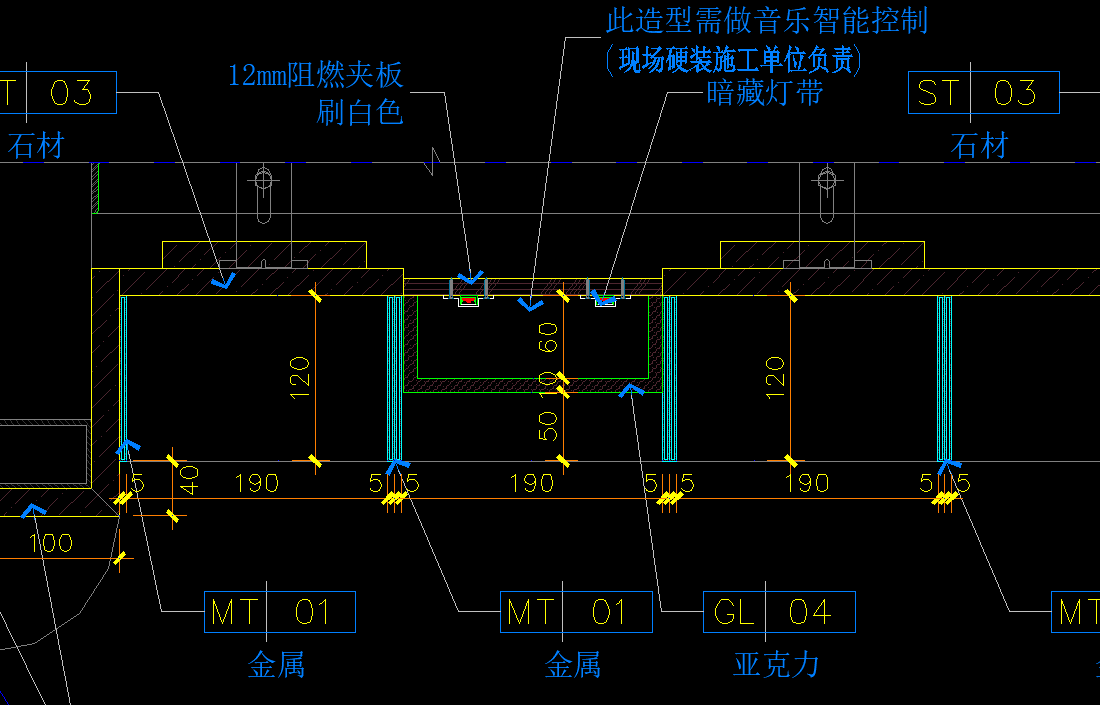 此造型需做音乐智能控制
(现场硬装施工单位负责)
12mm阻燃夹板
刷白色
暗藏灯带
T 03
石材
ST 03
石材
60
120
10
120
50
5
40
190
5
5
190
5
5
190
5
5
100
MT 01
金属
MT 01
金属
GL 04
亚克力
MT